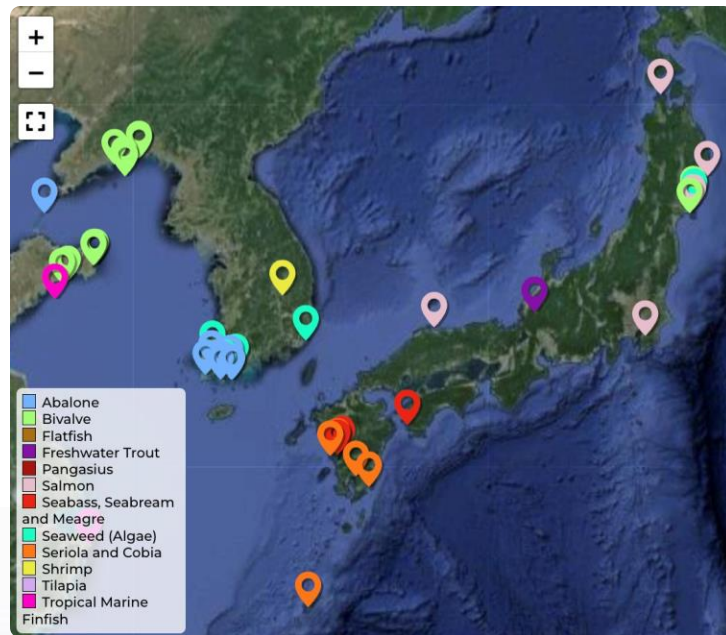 +
−
Abalone
Bivalve
Flatfish
Freshwater Trout
Pangasius
Salmon
Seabass, Seabream
and Meagre
Seaweed (Algae)
Seriola and Cobia
Shrimp
Tilapia
Tropical Marine
Finfish